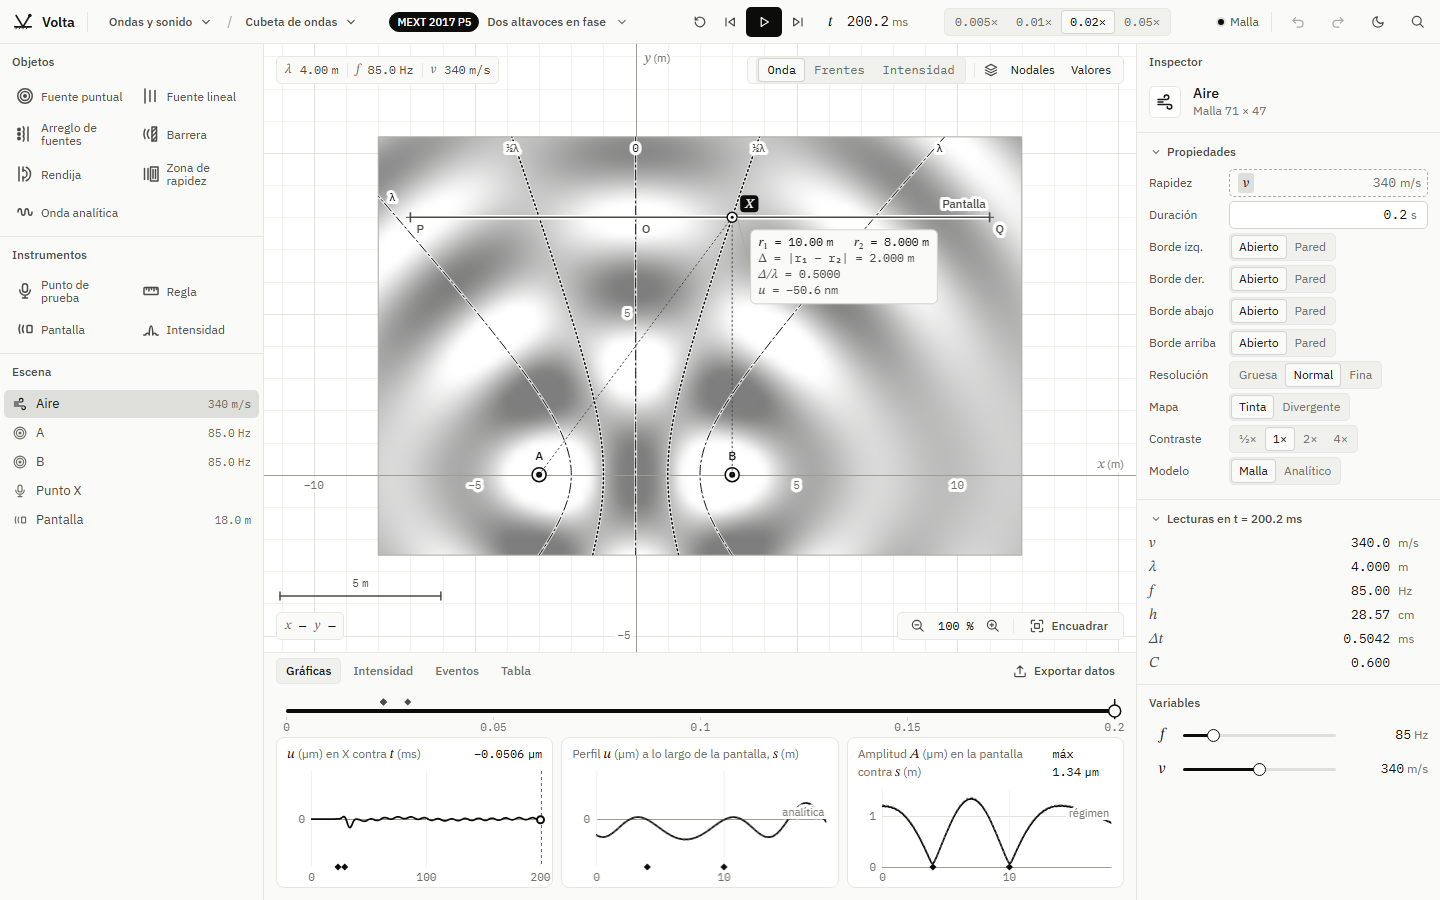 Volta
Ondas y sonido / Cubeta de ondas
MEXT 2017 P5 Dos altavoces en fase
t 200.2 ms
0.005× 0.01× 0.02× 0.05×
Malla
Objetos
Fuente puntual
Fuente lineal
Arreglo de fuentes
Barrera
Rendija
Zona de rapidez
Onda analítica
Instrumentos
Punto de prueba
Regla
Pantalla
Intensidad
Escena
Aire 340 m/s
A 85.0 Hz
B 85.0 Hz
Punto X
Pantalla 18.0 m
λ 4.00 m f 85.0 Hz v 340 m/s
Onda Frentes Intensidad Nodales Valores
y (m)
½λ 0 ½λ λ
λ
Pantalla
X
P O Q
r₁ = 10.00 m r₂ = 8.000 m
Δ = |r₁ − r₂| = 2.000 m
Δ/λ = 0.5000
u = −50.6 nm
5
A B
x (m)
−10 −5 5 10
5 m
−5
x – y –
100 % Encuadrar
Gráficas Intensidad Eventos Tabla
Exportar datos
0 0.05 0.1 0.15 0.2
u (µm) en X contra t (ms) −0.0506 µm
0
0 100 200
Perfil u (µm) a lo largo de la pantalla, s (m)
analítica
0
0 10
Amplitud A (µm) en la pantalla contra s (m)
máx 1.34 µm
régimen
1
0
0 10
Inspector
Aire
Malla 71 × 47
Propiedades
Rapidez v 340 m/s
Duración 0.2 s
Borde izq. Abierto Pared
Borde der. Abierto Pared
Borde abajo Abierto Pared
Borde arriba Abierto Pared
Resolución Gruesa Normal Fina
Mapa Tinta Divergente
Contraste ½× 1× 2× 4×
Modelo Malla Analítico
Lecturas en t = 200.2 ms
v 340.0 m/s
λ 4.000 m
f 85.00 Hz
h 28.57 cm
Δt 0.5042 ms
C 0.600
Variables
f 85 Hz
v 340 m/s